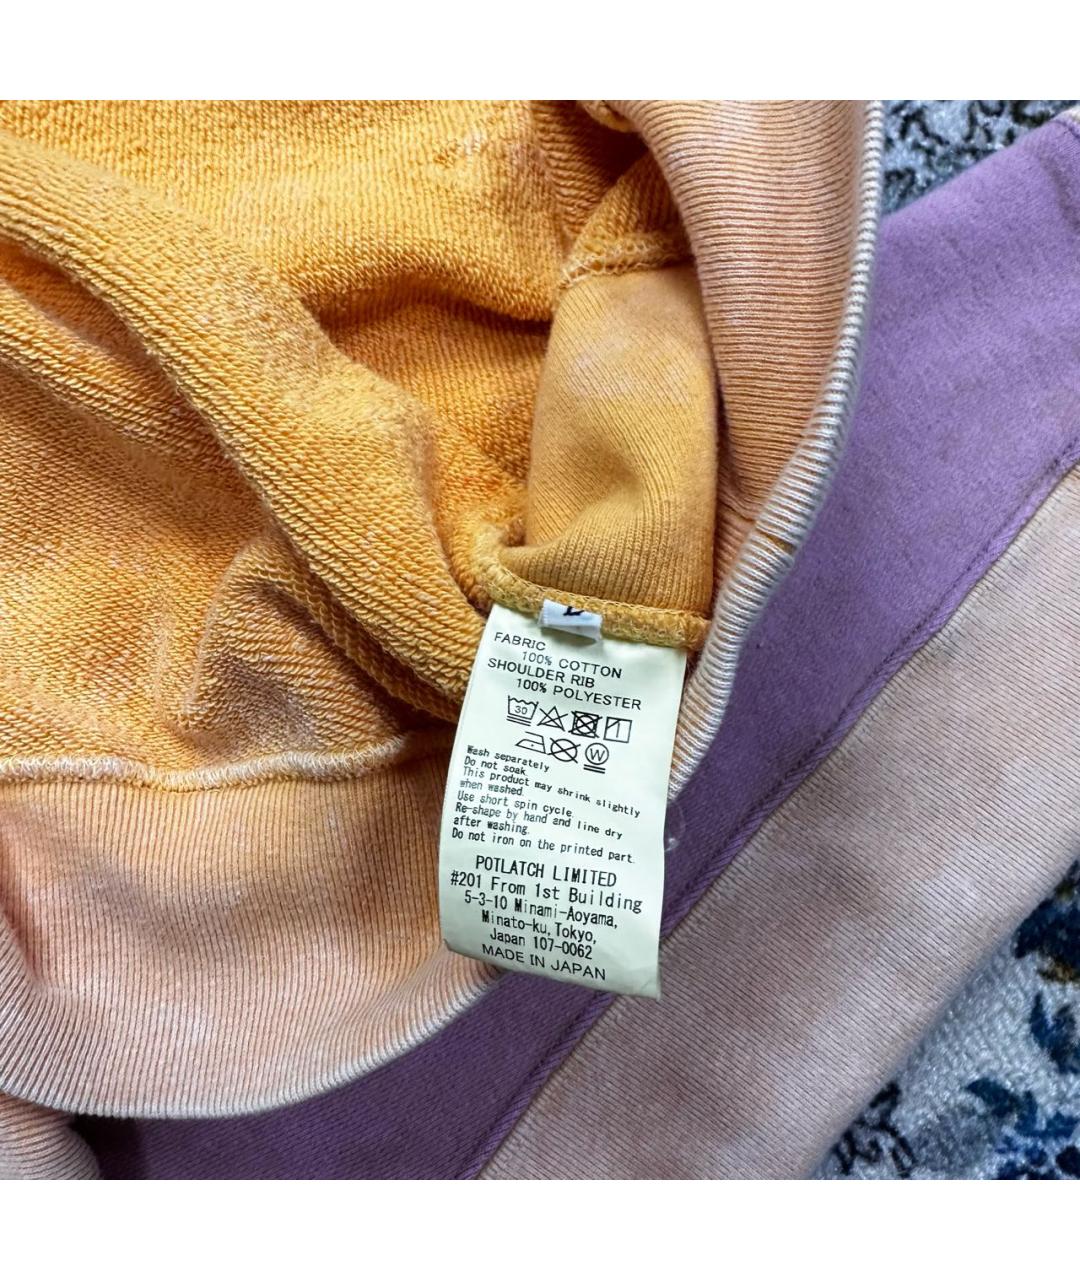 FABRIC
100% COTTON
SHOULDER RIB
100% POLYESTER
30
W
Wash separately
Do not soak.
This product may shrink slightly
when washed.
Use short spin cycle.
Re-shape by hand and line dry
after washing.
Do not iron on the printed part.
POTLATCH LIMITED
#201 From 1st Building
5-3-10 Minami-Aoyama,
Minato-ku,Tokyo,
Japan 107-0062
MADE IN JAPAN